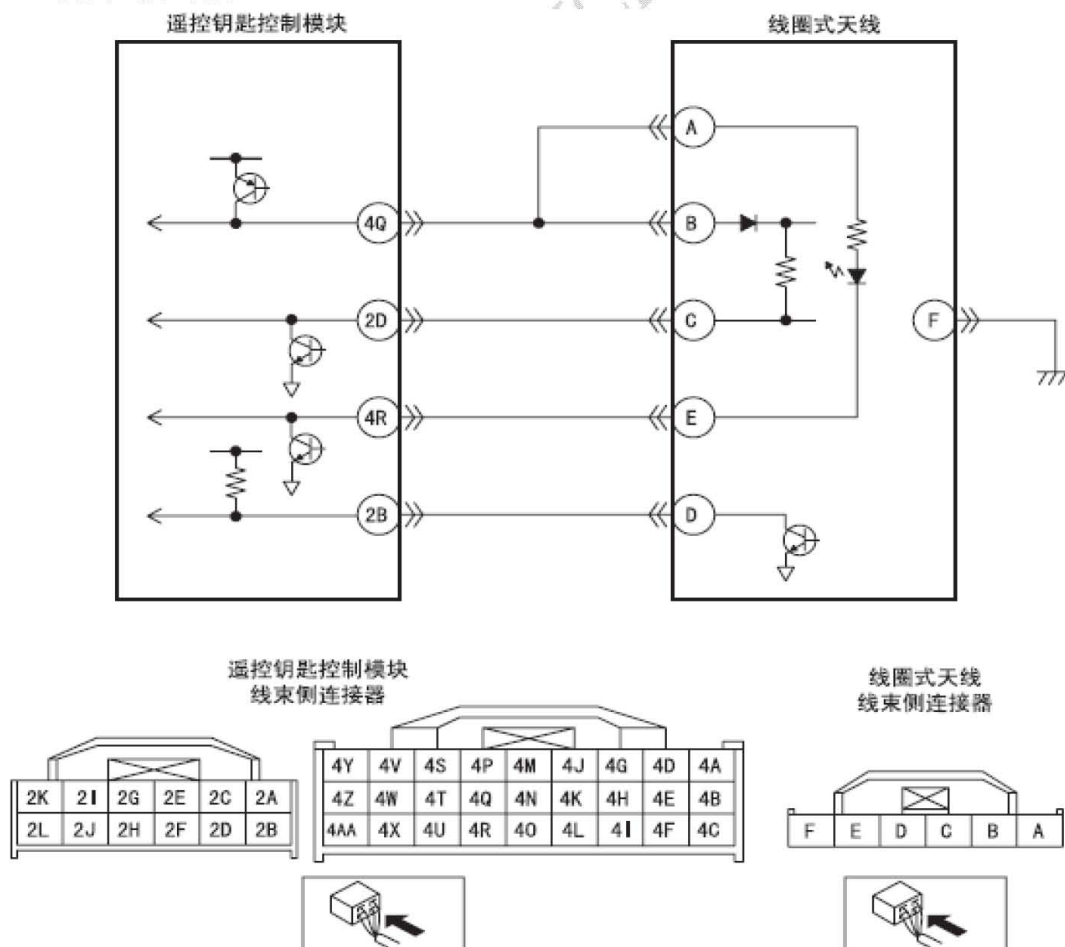 遥控钥匙控制模块 线圈式天线
A
4Q B
2D C F
4R E
2B D
遥控钥匙控制模块
线束侧连接器
线圈式天线
线束侧连接器
2K 2I 2G 2E 2C 2A
2L 2J 2H 2F 2D 2B
4Y 4V 4S 4P 4M 4J 4G 4D 4A
4Z 4W 4T 4Q 4N 4K 4H 4E 4B
4AA 4X 4U 4R 4O 4L 4I 4F 4C
F E D C B A